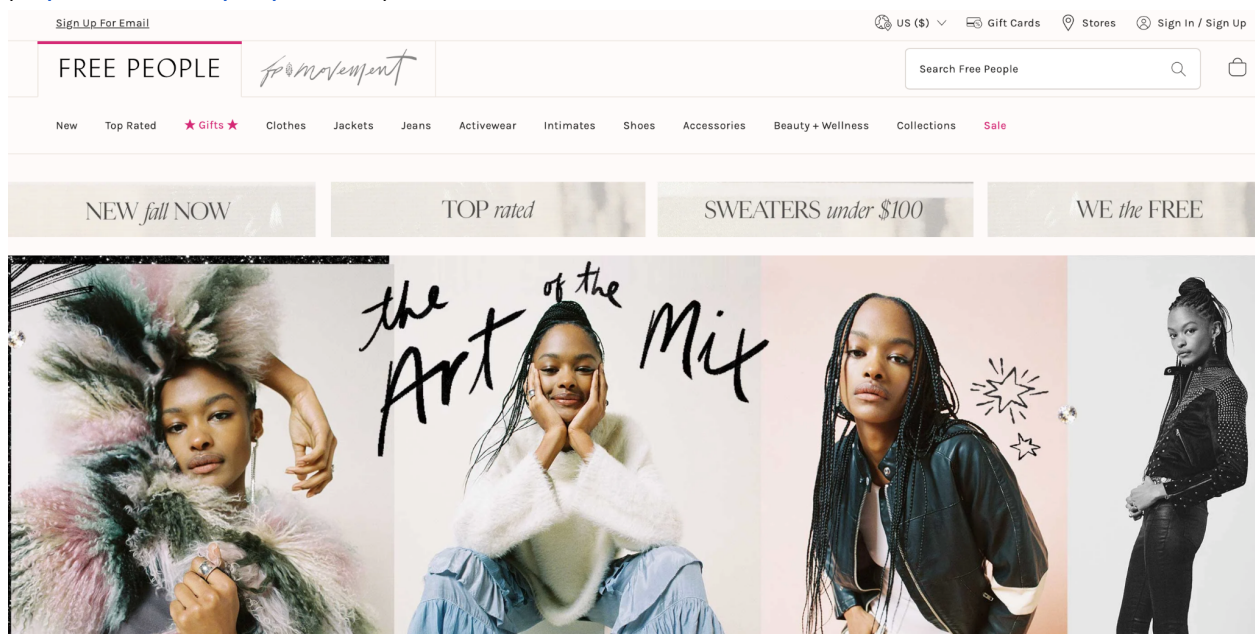 Sign Up For Email
US ($)
Gift Cards
Stores
Sign In / Sign Up
FREE PEOPLE
fp movement
Search Free People
New
Top Rated
★ Gifts ★
Clothes
Jackets
Jeans
Activewear
Intimates
Shoes
Accessories
Beauty + Wellness
Collections
Sale
NEW fall NOW
TOP rated
SWEATERS under $100
WE the FREE
the Art of the Mix